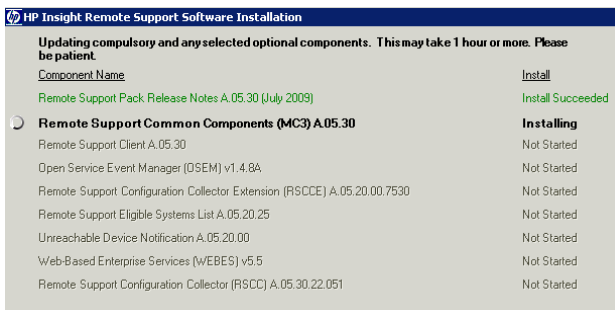 hp HP Insight Remote Support Software Installation
Updating compulsory and any selected optional components. This may take 1 hour or more. Please
be patient.
Component Name Install
Remote Support Pack Release Notes A.05.30 (July 2009) Install Succeeded
Remote Support Common Components (MC3) A.05.30 Installing
Remote Support Client A.05.30 Not Started
Open Service Event Manager (OSEM) v1.4.8A Not Started
Remote Support Configuration Collector Extension (RSCCE) A.05.20.00.7530 Not Started
Remote Support Eligible Systems List A.05.20.25 Not Started
Unreachable Device Notification A.05.20.00 Not Started
Web-Based Enterprise Services (WEBES) v5.5 Not Started
Remote Support Configuration Collector (RSCC) A.05.30.22.051 Not Started